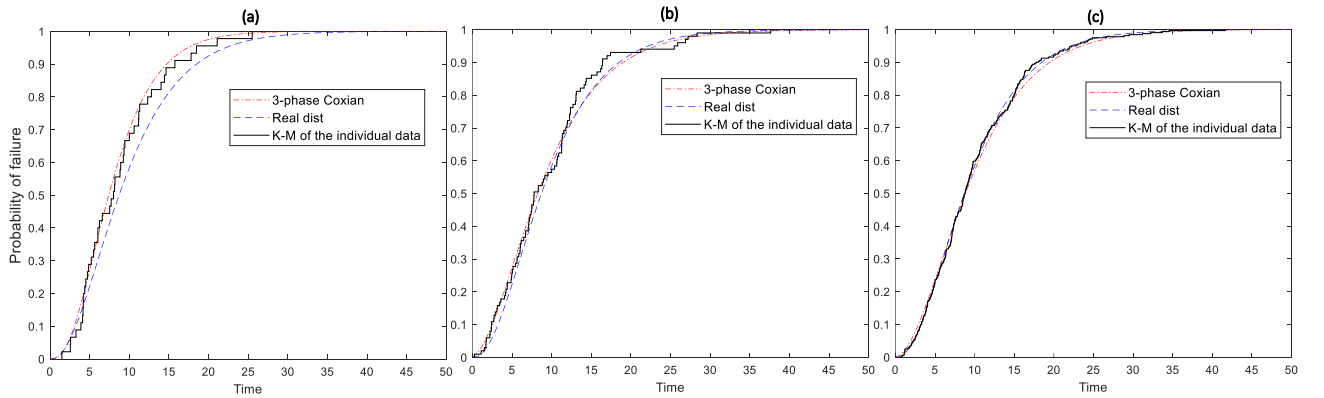 (a)
Probability of failure
1
0.9
0.8
0.7
0.6
0.5
0.4
0.3
0.2
0.1
0
0 5 10 15 20 25 30 35 40 45 50
Time
3-phase Coxian
Real dist
K-M of the individual data
(b)
1
0.9
0.8
0.7
0.6
0.5
0.4
0.3
0.2
0.1
0
0 5 10 15 20 25 30 35 40 45 50
Time
3-phase Coxian
Real dist
K-M of the individual data
(c)
1
0.9
0.8
0.7
0.6
0.5
0.4
0.3
0.2
0.1
0
0 5 10 15 20 25 30 35 40 45 50
Time
3-phase Coxian
Real dist
K-M of the individual data